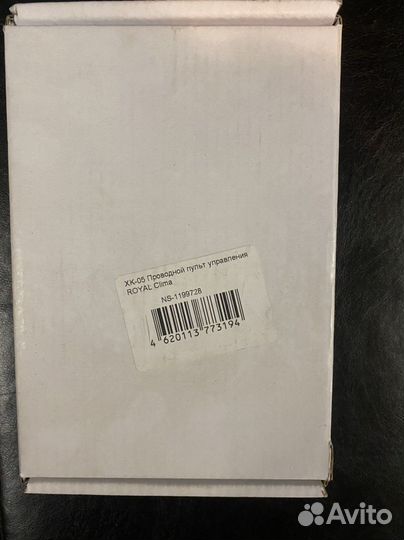 XK-05 Проводной пульт управления
ROYAL Clima
NS-1199728
4 620113 773194
Avito